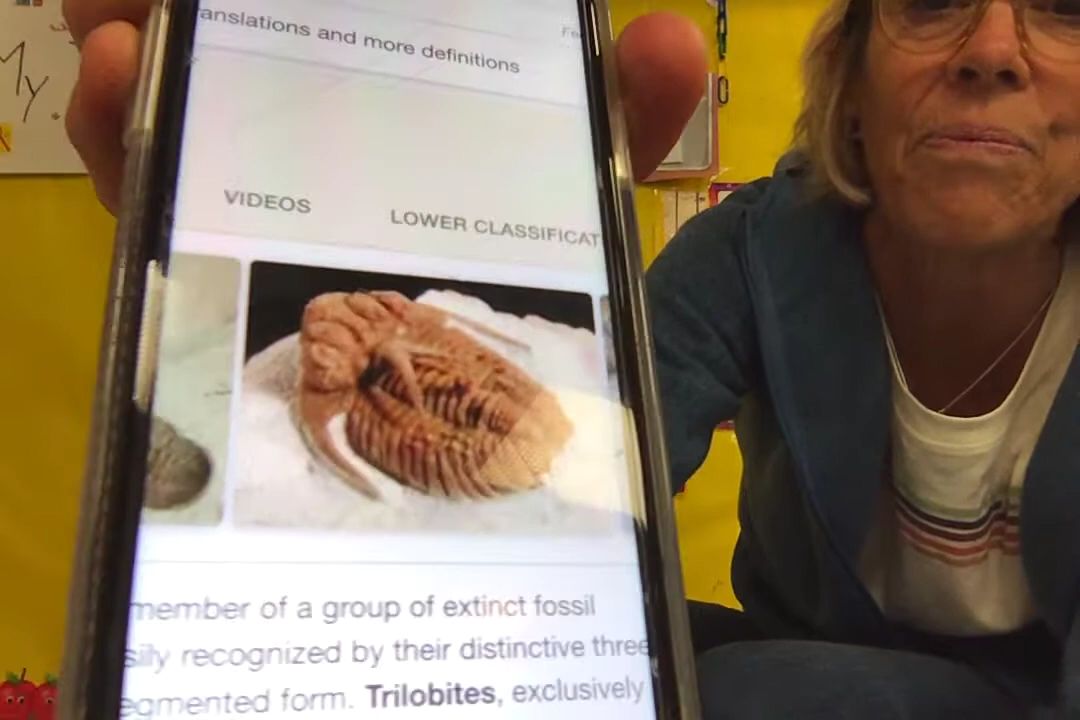 My.
anslations and more definitions
VIDEOS
LOWER CLASSIFICAT
member of a group of extinct fossil
sily recognized by their distinctive three
egmented form. Trilobites, exclusively